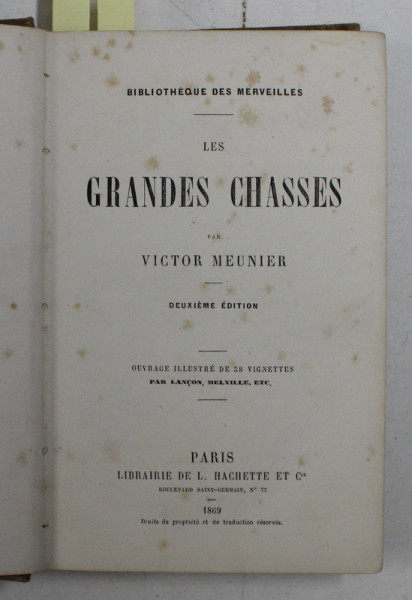 BIBLIOTHÈQUE DES MERVEILLES
LES
GRANDES CHASSES
PAR
VICTOR MEUNIER
DEUXIÈME ÉDITION
OUVRAGE ILLUSTRÉ DE 38 VIGNETTES
PAR LANÇON, MELVILLE, ETC.
PARIS
LIBRAIRIE DE L. HACHETTE ET Cie
BOULEVARD SAINT-GERMAIN, N° 77
1869
Droits de propriété et de traduction réservés.